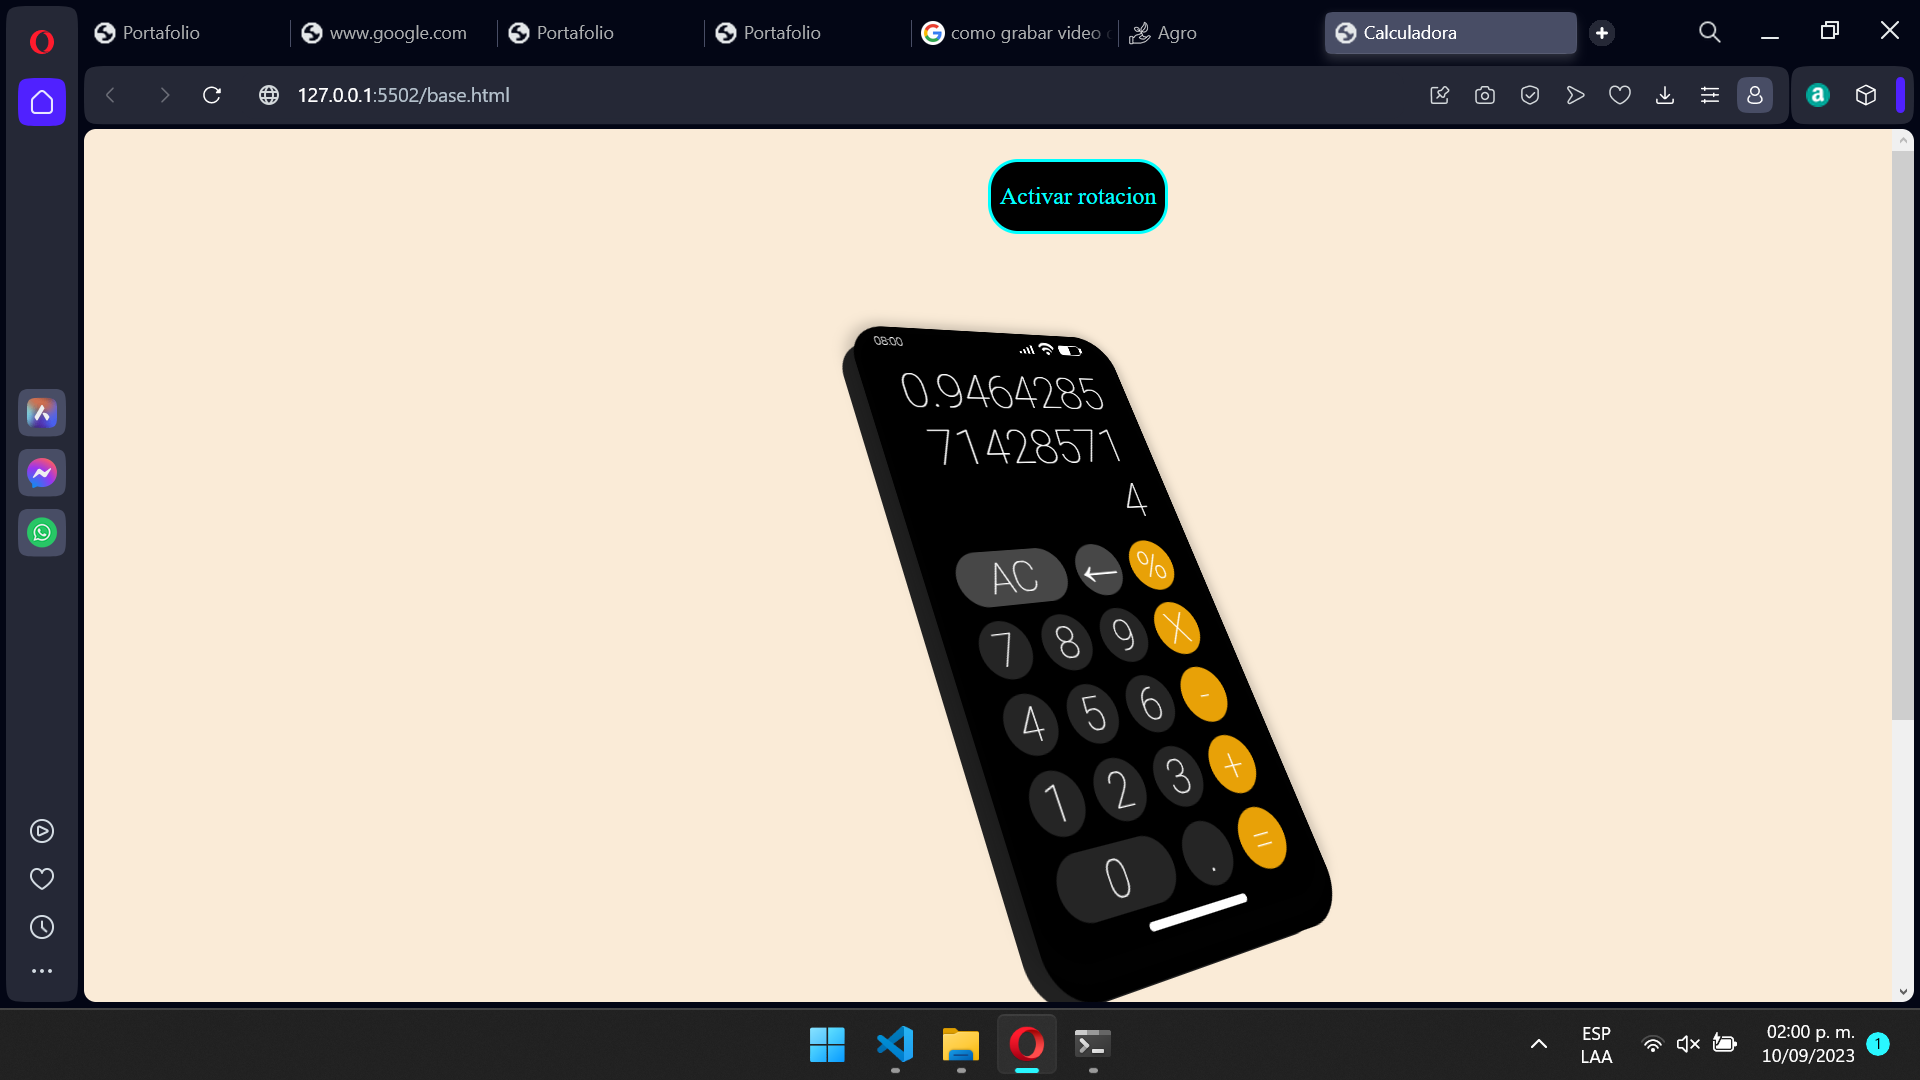 Portafolio
www.google.com
Portafolio
Portafolio
como grabar video
Agro
Calculadora
127.0.0.1:5502/base.html
Activar rotacion
08:00
0.9464285
71428571
4
AC ← %
7 8 9 X
4 5 6 -
1 2 3 +
0 . =
ESP
LAA
02:00 p. m.
10/09/2023
1